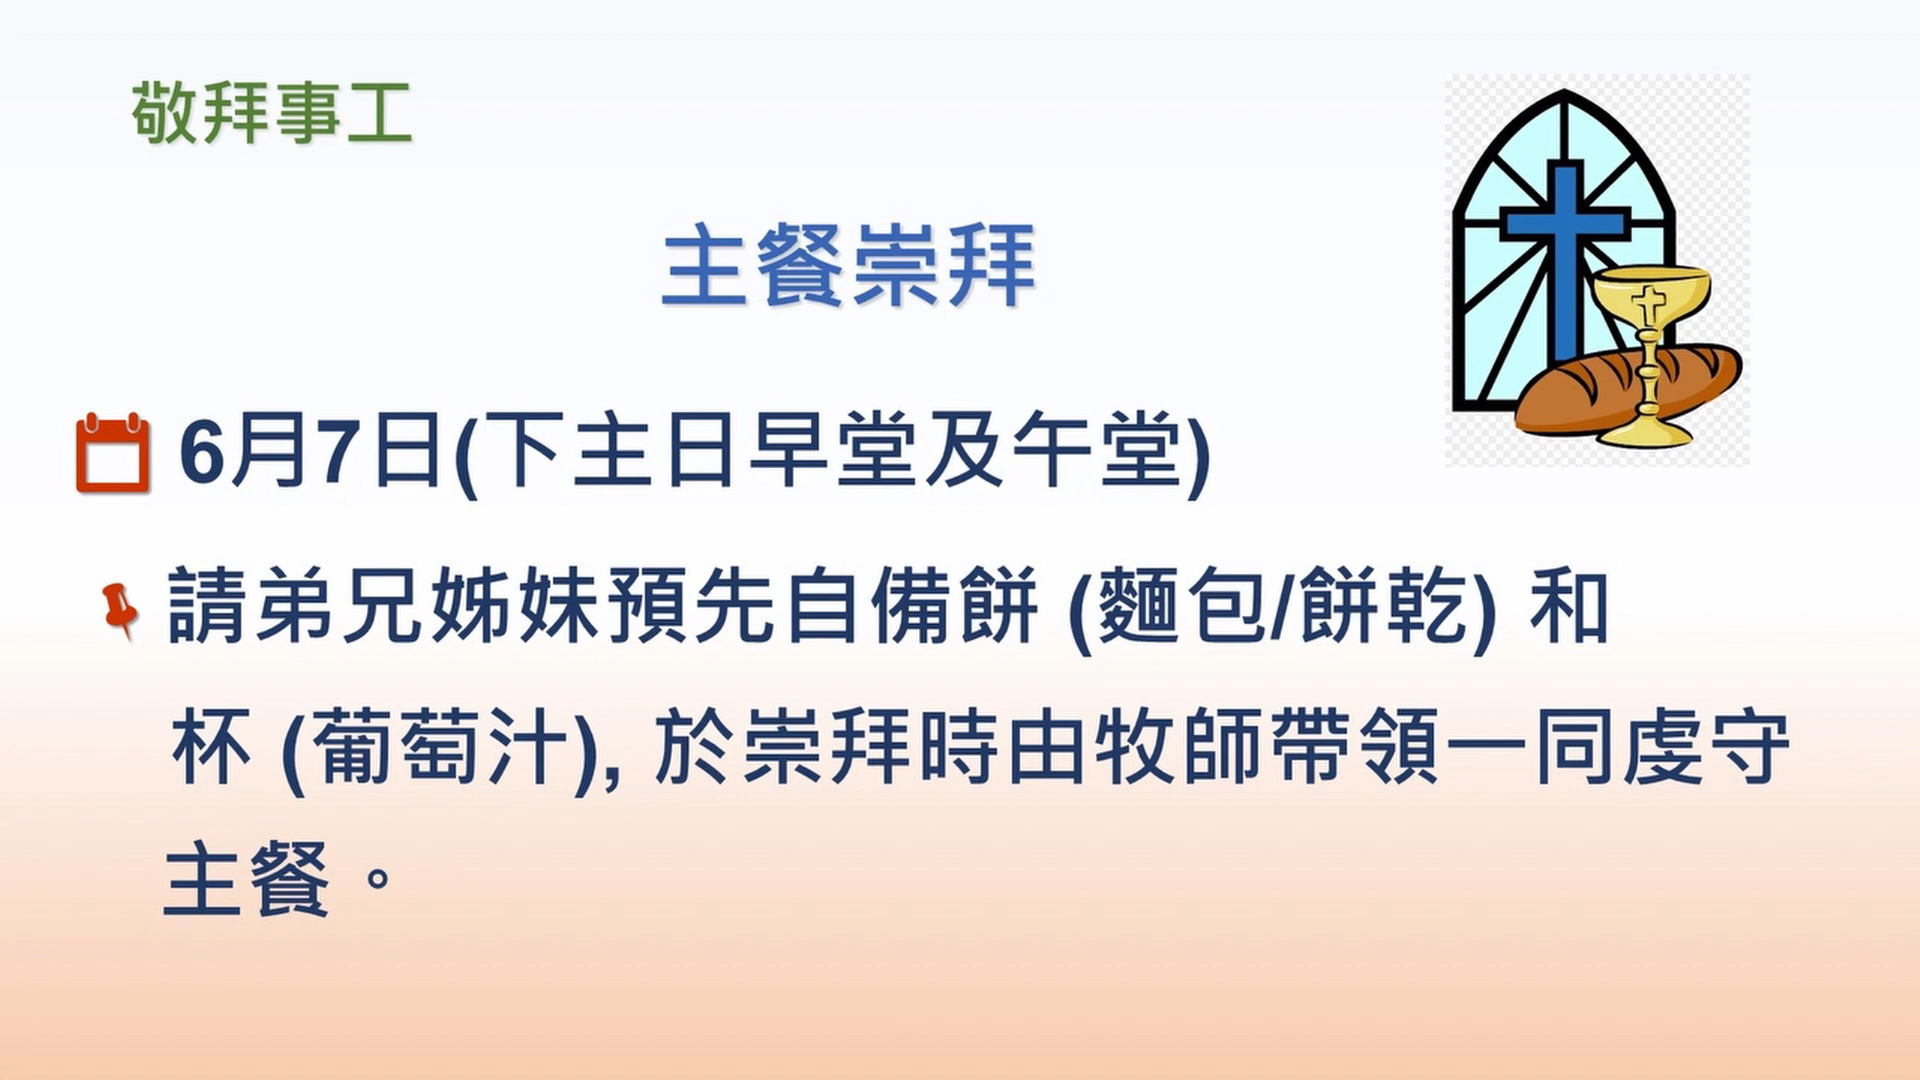 敬拜事工
主餐崇拜
6月7日(下主日早堂及午堂)
請弟兄姊妹預先自備餅 (麵包/餅乾) 和
杯 (葡萄汁), 於崇拜時由牧師帶領一同虔守
主餐。